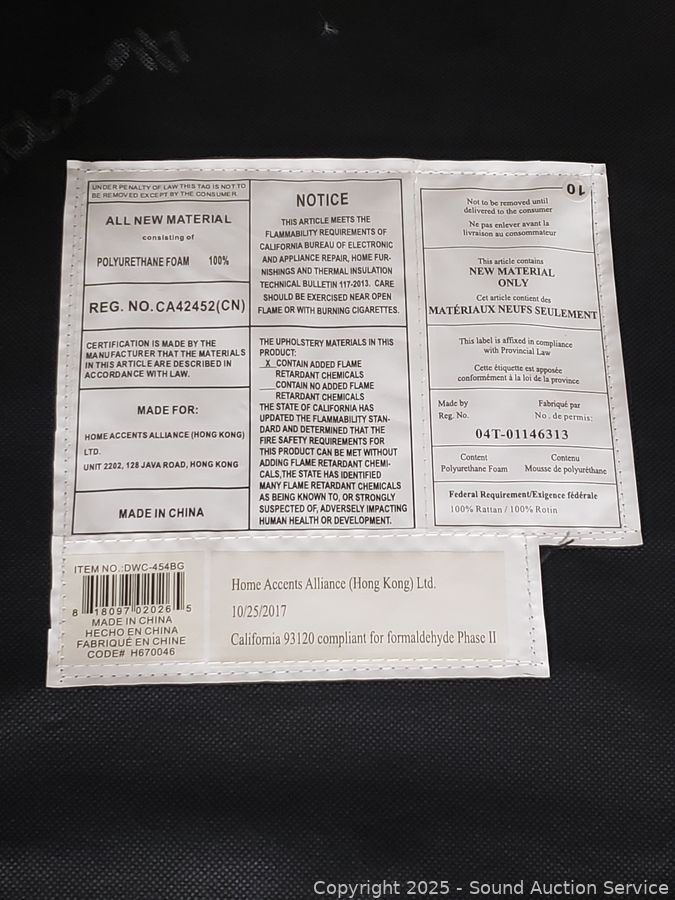 UNDER PENALTY OF LAW THIS TAG IS NOT TO
BE REMOVED EXCEPT BY THE CONSUMER.
ALL NEW MATERIAL
consisting of
POLYURETHANE FOAM 100%
REG. NO. CA42452(CN)
CERTIFICATION IS MADE BY THE
MANUFACTURER THAT THE MATERIALS
IN THIS ARTICLE ARE DESCRIBED IN
ACCORDANCE WITH LAW.
MADE FOR:
HOME ACCENTS ALLIANCE (HONG KONG)
LTD.
UNIT 2202, 128 JAVA ROAD, HONG KONG
MADE IN CHINA
NOTICE
THIS ARTICLE MEETS THE
FLAMMABILITY REQUIREMENTS OF
CALIFORNIA BUREAU OF ELECTRONIC
AND APPLIANCE REPAIR, HOME FUR-
NISHINGS AND THERMAL INSULATION
TECHNICAL BULLETIN 117-2013. CARE
SHOULD BE EXERCISED NEAR OPEN
FLAME OR WITH BURNING CIGARETTES.
THE UPHOLSTERY MATERIALS IN THIS
PRODUCT:
X CONTAIN ADDED FLAME
RETARDANT CHEMICALS
CONTAIN NO ADDED FLAME
RETARDANT CHEMICALS
THE STATE OF CALIFORNIA HAS
UPDATED THE FLAMMABILITY STAN-
DARD AND DETERMINED THAT THE
FIRE SAFETY REQUIREMENTS FOR
THIS PRODUCT CAN BE MET WITHOUT
ADDING FLAME RETARDANT CHEMI-
CALS,THE STATE HAS IDENTIFIED
MANY FLAME RETARDANT CHEMICALS
AS BEING KNOWN TO, OR STRONGLY
SUSPECTED OF, ADVERSELY IMPACTING
HUMAN HEALTH OR DEVELOPMENT.
10
Not to be removed until
delivered to the consumer
Ne pas enlever avant la
livraison au consommateur
This article contains
NEW MATERIAL
ONLY
Cet article contient des
MATÉRIAUX NEUFS SEULEMENT
This label is affixed in compliance
with Provincial Law
Cette étiquette est apposée
conformément à la loi de la province
Made by Fabriqué par
Reg. No. No. de permis:
04T-01146313
Content Contenu
Polyurethane Foam Mousse de polyuréthane
Federal Requirement/Exigence fédérale
100% Rattan / 100% Rotin
ITEM NO.:DWC-454BG
8 18097 02026 5
MADE IN CHINA
HECHO EN CHINA
FABRIQUÉ EN CHINE
CODE# H670046
Home Accents Alliance (Hong Kong) Ltd.
10/25/2017
California 93120 compliant for formaldehyde Phase II
Copyright 2025 - Sound Auction Service